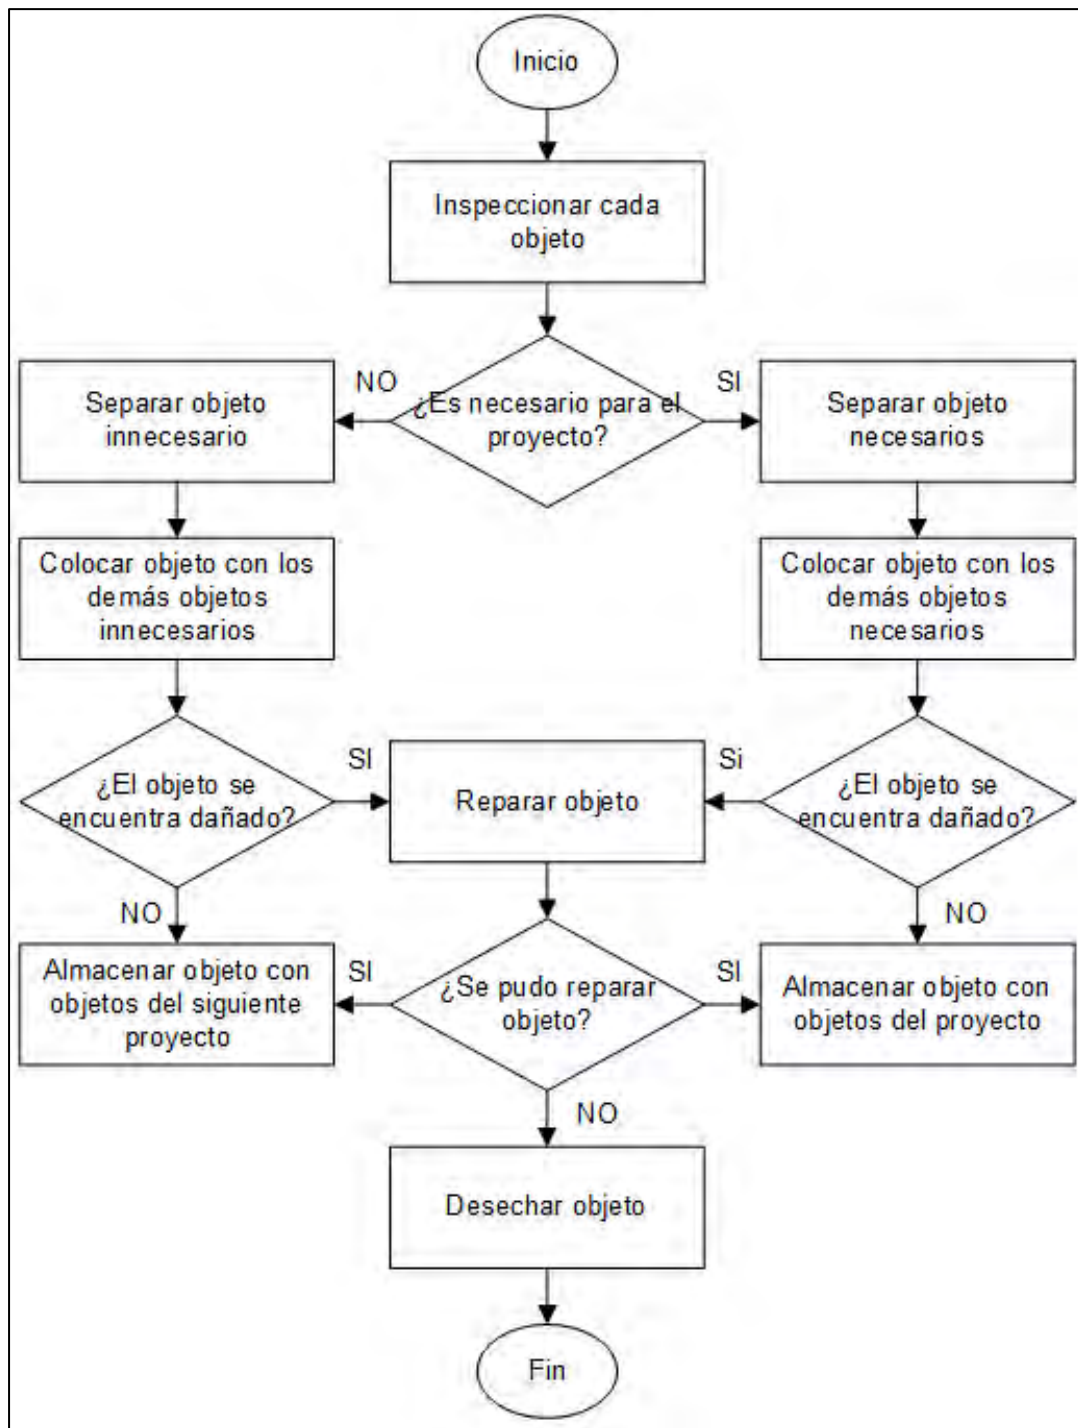 Inicio
Inspeccionar cada
objeto
NO
¿Es necesario para el
proyecto?
SI
Separar objeto
innecesario
Separar objeto
necesarios
Colocar objeto con los
demás objetos
innecesarios
Colocar objeto con los
demás objetos
necesarios
¿El objeto se
encuentra dañado?
SI
Reparar objeto
Si
¿El objeto se
encuentra dañado?
NO
NO
Almacenar objeto con
objetos del siguiente
proyecto
SI
¿Se pudo reparar
objeto?
SI
Almacenar objeto con
objetos del proyecto
NO
Desechar objeto
Fin